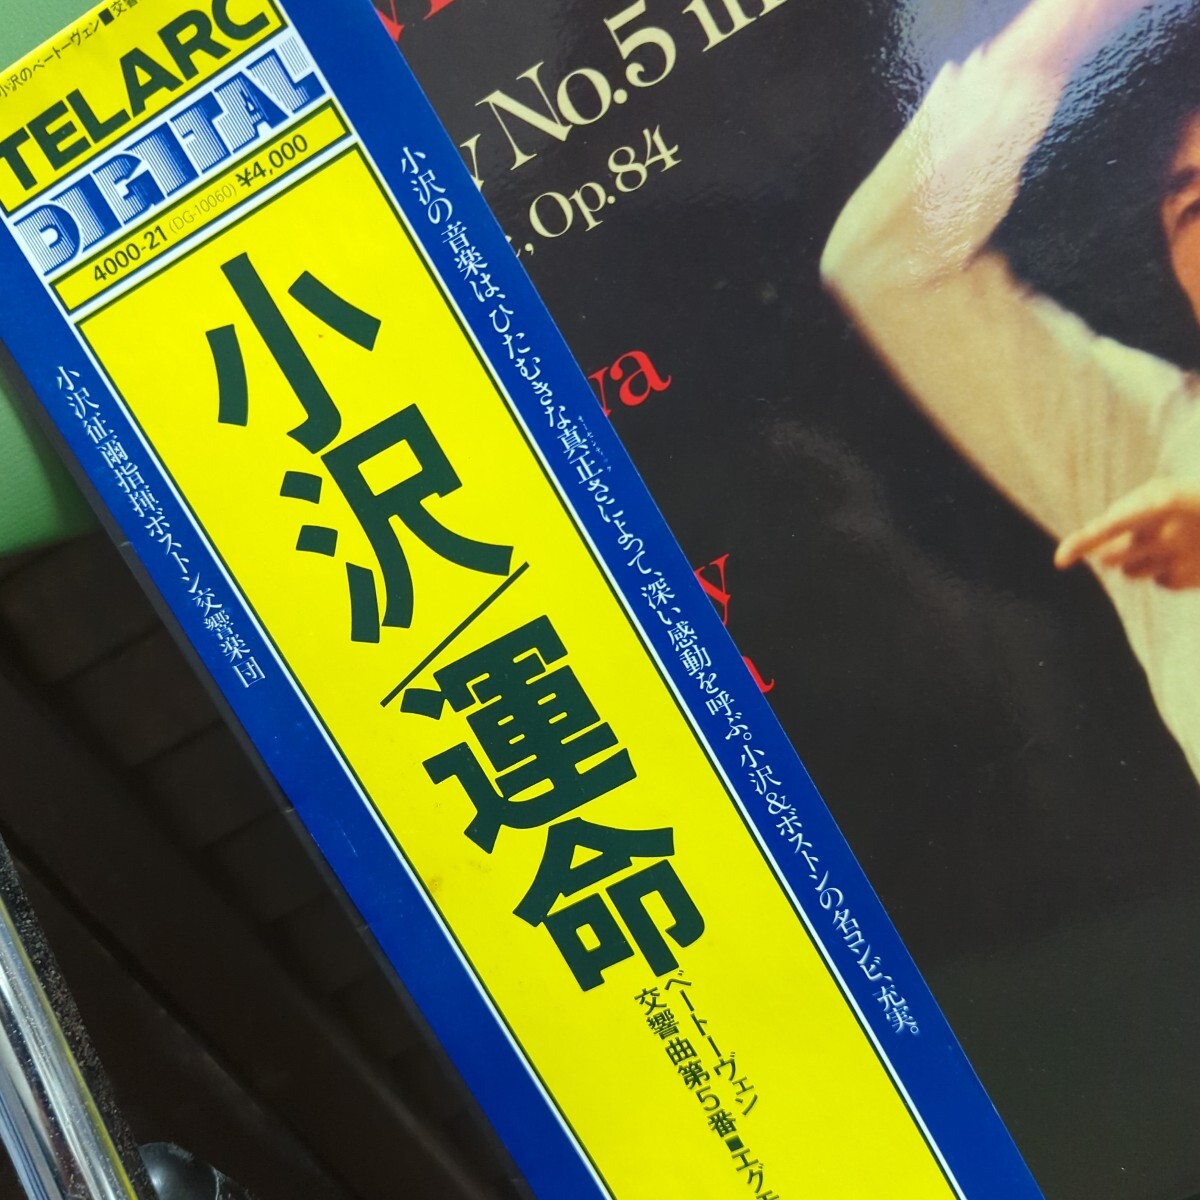 小沢のベートーヴェン■交響
TELARC
DIGITAL
4000-21 (DG-10060) ¥4,000
小沢/運命
ベートーヴェン
交響曲第5番■エグモ
小沢征爾指揮ボストン交響楽団
小沢の音楽は、ひたむきな真正さによって、深い感動を呼ぶ。小沢&ボストンの名コンビ、充実。
No.5 in
Op.84